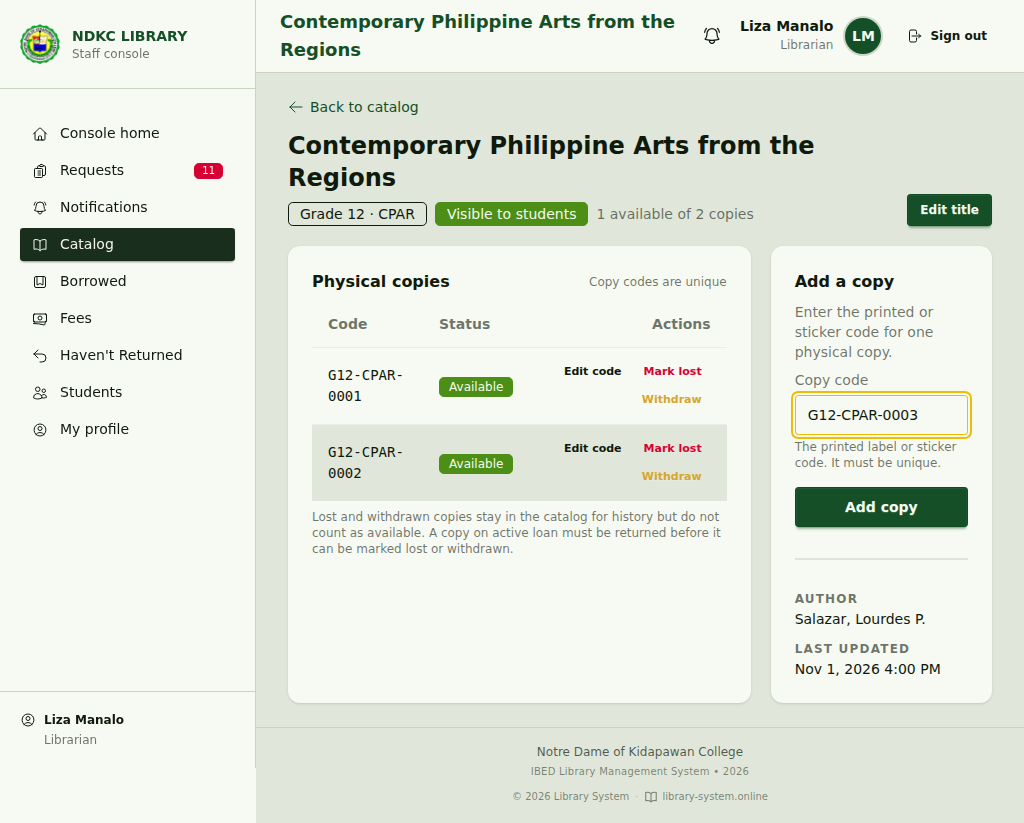 NDKC LIBRARY
Staff console
Contemporary Philippine Arts from the
Regions
Liza Manalo
Librarian
LM
Sign out
Console home
Requests 11
Notifications
Catalog
Borrowed
Fees
Haven't Returned
Students
My profile
Liza Manalo
Librarian
Back to catalog
Contemporary Philippine Arts from the
Regions
Grade 12 · CPAR Visible to students 1 available of 2 copies
Edit title
Physical copies Copy codes are unique
Code Status Actions
G12-CPAR-
0001
Available
Edit code Mark lost
Withdraw
G12-CPAR-
0002
Available
Edit code Mark lost
Withdraw
Lost and withdrawn copies stay in the catalog for history but do not
count as available. A copy on active loan must be returned before it
can be marked lost or withdrawn.
Add a copy
Enter the printed or
sticker code for one
physical copy.
Copy code
G12-CPAR-0003
The printed label or sticker
code. It must be unique.
Add copy
AUTHOR
Salazar, Lourdes P.
LAST UPDATED
Nov 1, 2026 4:00 PM
Notre Dame of Kidapawan College
IBED Library Management System • 2026
© 2026 Library System · library-system.online